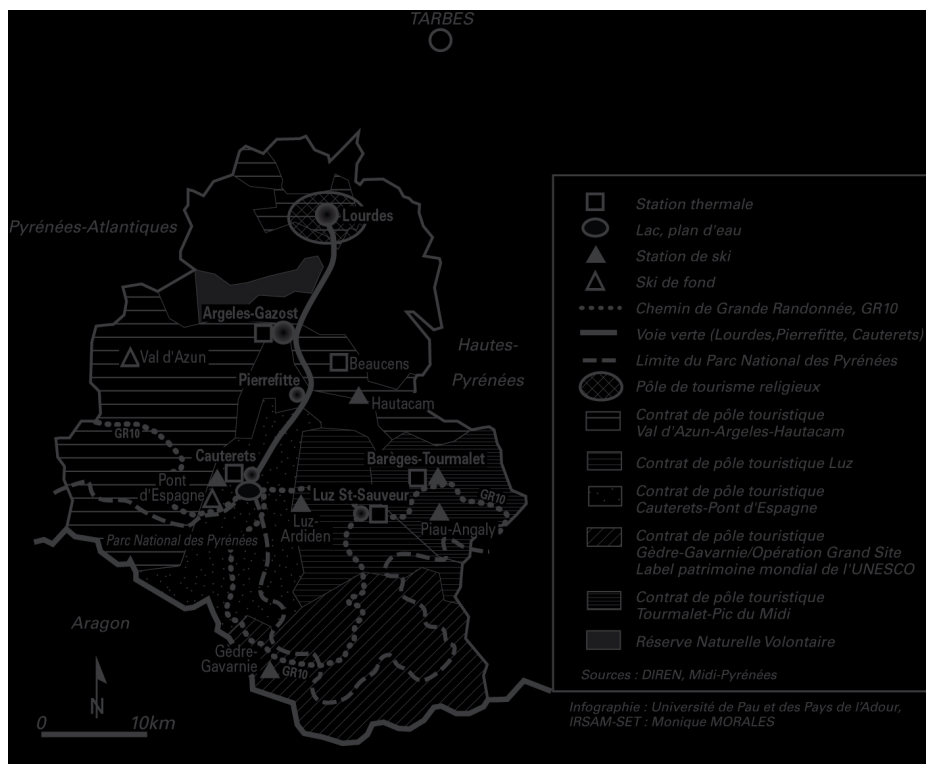 TARBES
Lourdes
Pyrénées-Atlantiques
Argeles-Gazost
Val d'Azun
Beaucens
Hautes-
Pyrénées
Pierrefitte
Hautacam
GR10
Cauterets
Barèges-Tourmalet
Pont
d'Espagne
Luz St-Sauveur
GR10
Luz-
Ardiden
Piau-Angaly
Parc National des Pyrénées
Aragon
Gèdre-
Gavarnie
GR10
N
0 10km
Station thermale
Lac, plan d'eau
Station de ski
Ski de fond
Chemin de Grande Randonnée, GR10
Voie verte (Lourdes,Pierrefitte, Cauterets)
Limite du Parc National des Pyrénées
Pôle de tourisme religieux
Contrat de pôle touristique
Val d'Azun-Argeles-Hautacam
Contrat de pôle touristique Luz
Contrat de pôle touristique
Cauterets-Pont d'Espagne
Contrat de pôle touristique
Gèdre-Gavarnie/Opération Grand Site
Label patrimoine mondial de l'UNESCO
Contrat de pôle touristique
Tourmalet-Pic du Midi
Réserve Naturelle Volontaire
Sources : DIREN, Midi-Pyrénées
Infographie : Université de Pau et des Pays de l'Adour,
IRSAM-SET : Monique MORALES